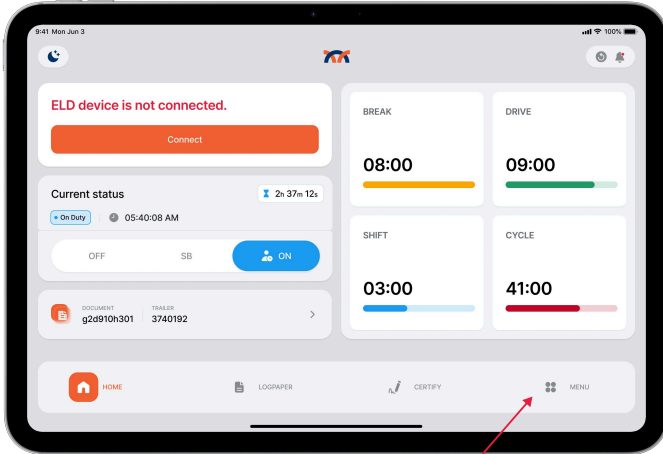 9:41 Mon Jun 3
100%
ELD device is not connected.
Connect
Current status
2h 37m 12s
On Duty
05:40:08 AM
OFF
SB
ON
DOCUMENT
g2d910h301
TRAILER
3740192
BREAK
08:00
DRIVE
09:00
SHIFT
03:00
CYCLE
41:00
HOME
LOGPAPER
CERTIFY
MENU